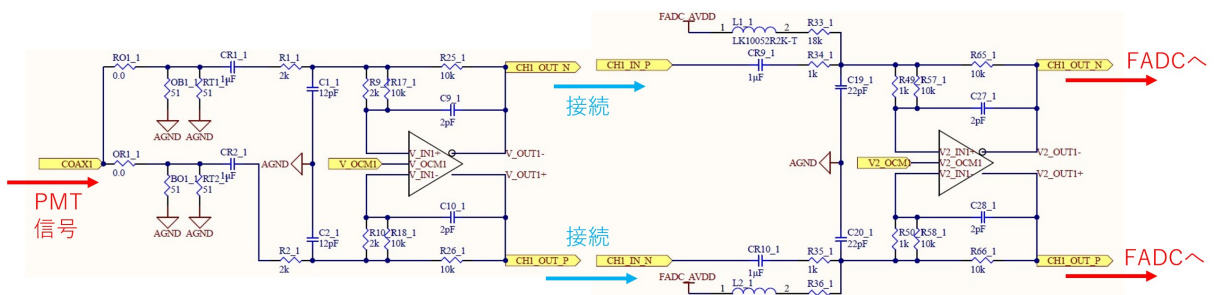 FADC_AVDD
L1_1
1
2
LK10052R2K-T
R33_1
18k
RO1_1
0.0
CR1_1
1µF
R1_1
2k
R25_1
10k
CH1_OUT_N
CH1_IN_P
CR9_1
1µF
R34_1
1k
R65_1
10k
CH1_OUT_N
FADCへ
OB1_1
51
RT1_1
51
C1_1
12pF
R9_1
2k
R17_1
10k
接続
C19_1
22pF
R49_1
1k
R57_1
10k
C9_1
2pF
C27_1
2pF
AGND
AGND
COAX1
OR1_1
0.0
CR2_1
1µF
AGND
V_OCM1
V_IN1+
V_OCM1
V_IN1-
V_OUT1-
V_OUT1+
AGND
V2_OCM1
V2_IN1+
V2_OCM1
V2_IN1-
V2_OUT1-
V2_OUT1+
PMT
信号
BO1_1
51
RT2_1
51
AGND
AGND
C10_1
2pF
C28_1
2pF
C2_1
12pF
R10_1
2k
R18_1
10k
接続
C20_1
22pF
R50_1
1k
R58_1
10k
R2_1
2k
R26_1
10k
CH1_OUT_P
CH1_IN_N
CR10_1
1µF
R35_1
1k
R66_1
10k
CH1_OUT_P
FADCへ
FADC_AVDD
L2_1
1
2
R36_1